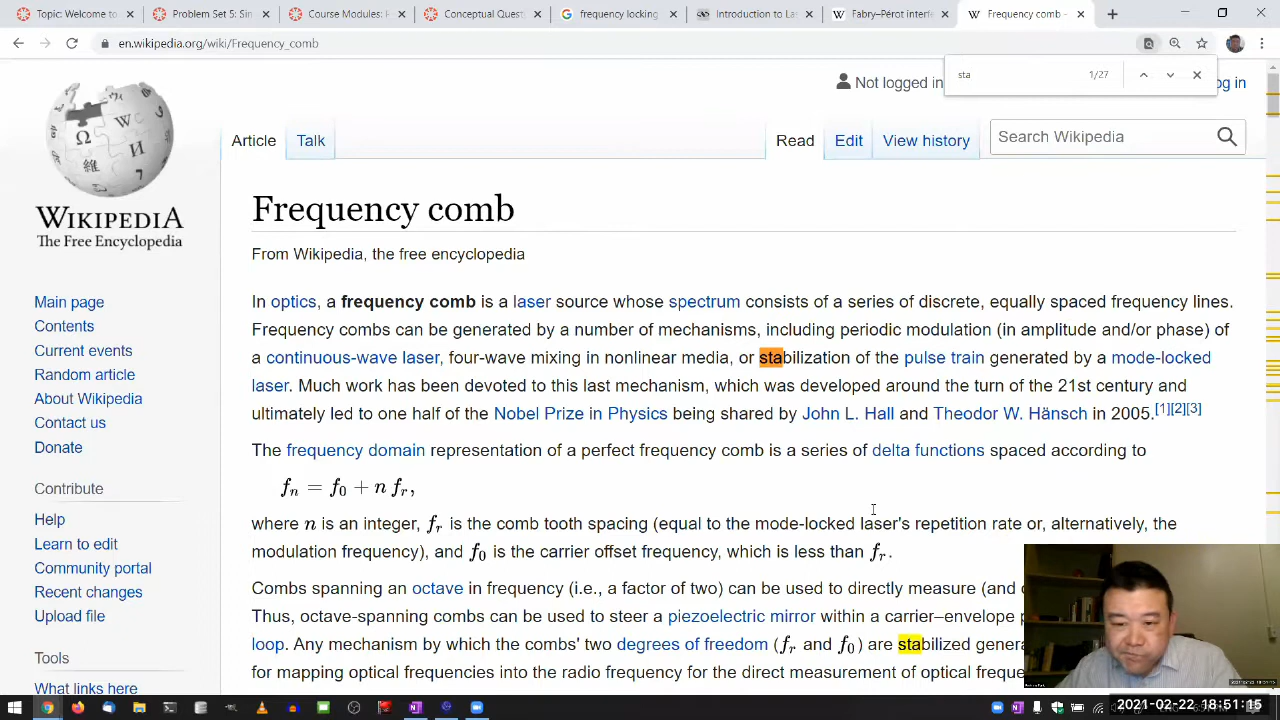 Topic 5
Problem Set 5: Sin
Course Modules:
Conceptual Ques
frequency locking
Introduction to La
Fabry–Pérot interf
Frequency comb -
en.wikipedia.org/wiki/Frequency_comb
sta
1/27
Not logged in
og in
Article
Talk
Read
Edit
View history
Search Wikipedia
WIKIPEDIA
The Free Encyclopedia
Main page
Contents
Current events
Random article
About Wikipedia
Contact us
Donate
Contribute
Help
Learn to edit
Community portal
Recent changes
Upload file
Tools
What links here
Frequency comb
From Wikipedia, the free encyclopedia
In optics, a frequency comb is a laser source whose spectrum consists of a series of discrete, equally spaced frequency lines.
Frequency combs can be generated by a number of mechanisms, including periodic modulation (in amplitude and/or phase) of
a continuous-wave laser, four-wave mixing in nonlinear media, or stabilization of the pulse train generated by a mode-locked
laser. Much work has been devoted to this last mechanism, which was developed around the turn of the 21st century and
ultimately led to one half of the Nobel Prize in Physics being shared by John L. Hall and Theodor W. Hänsch in 2005.[1][2][3]
The frequency domain representation of a perfect frequency comb is a series of delta functions spaced according to
fn = f0 + n fr,
where n is an integer, fr is the comb tooth spacing (equal to the mode-locked laser's repetition rate or, alternatively, the
modulation frequency), and f0 is the carrier offset frequency, which is less than fr.
Combs spanning an octave in frequency (i.e., a factor of two) can be used to directly measure (and
Thus, octave-spanning combs can be used to steer a piezoelectric mirror within a carrier–envelope p
loop. Any mechanism by which the combs' two degrees of freedom (fr and f0) are stabilized genera
for mapping optical frequencies into the radio frequency for the direct measurement of optical freque
2021-02-22 18:51:15